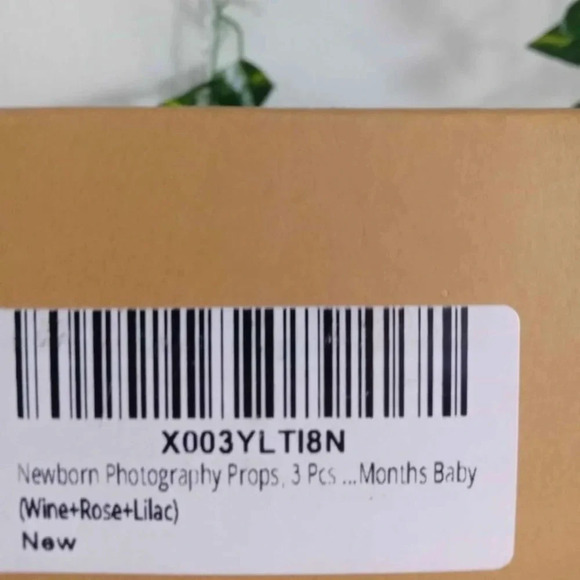 X003YLTI8N
Newborn Photography Props, 3 Pcs ...Months Baby
(Wine+Rose+Lilac)
New